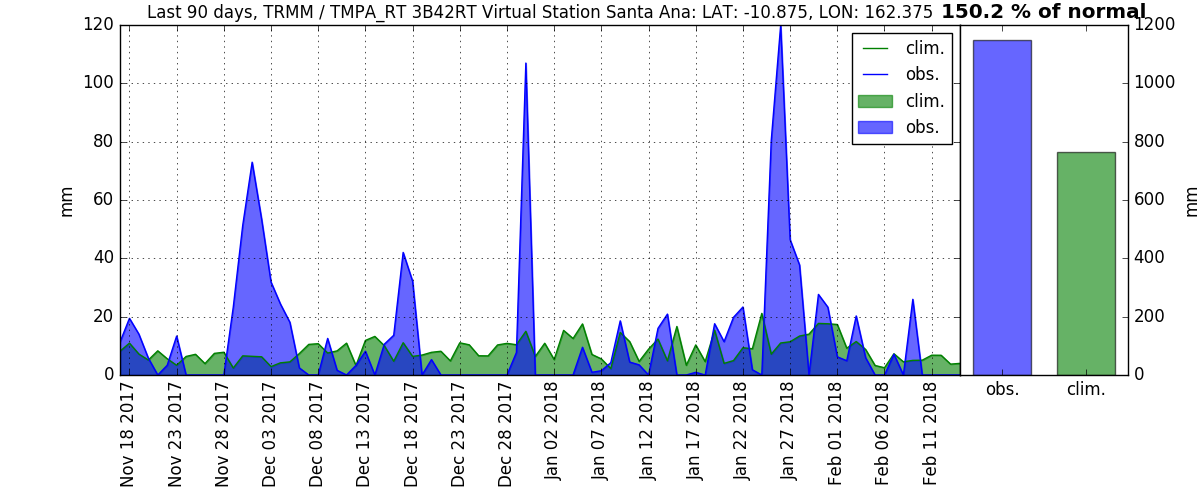 Last 90 days, TRMM / TMPA_RT 3B42RT Virtual Station Santa Ana: LAT: -10.875, LON: 162.375 150.2 % of normal
120
100
80
60
40
20
0
mm
clim.
obs.
clim.
obs.
1200
1000
800
600
400
200
0
mm
obs. clim.
Nov 18 2017
Nov 23 2017
Nov 28 2017
Dec 03 2017
Dec 08 2017
Dec 13 2017
Dec 18 2017
Dec 23 2017
Dec 28 2017
Jan 02 2018
Jan 07 2018
Jan 12 2018
Jan 17 2018
Jan 22 2018
Jan 27 2018
Feb 01 2018
Feb 06 2018
Feb 11 2018